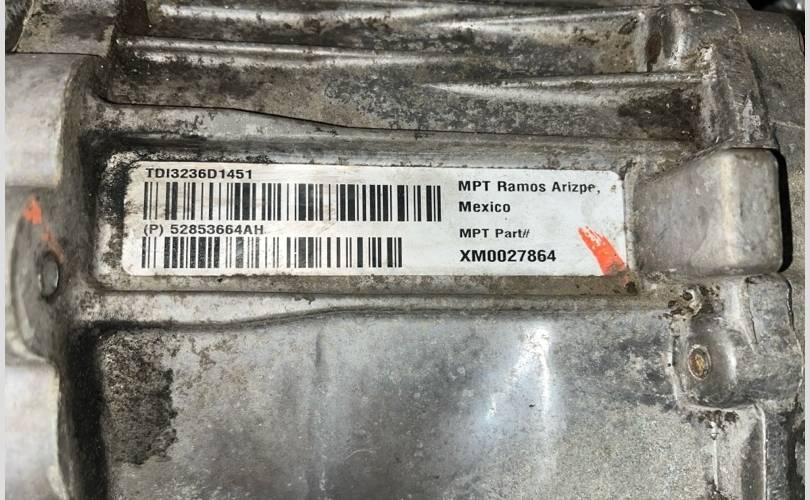 TDI3236D1451
(P) 52853664AH
MPT Ramos Arizpe,
Mexico
MPT Part#
XM0027864